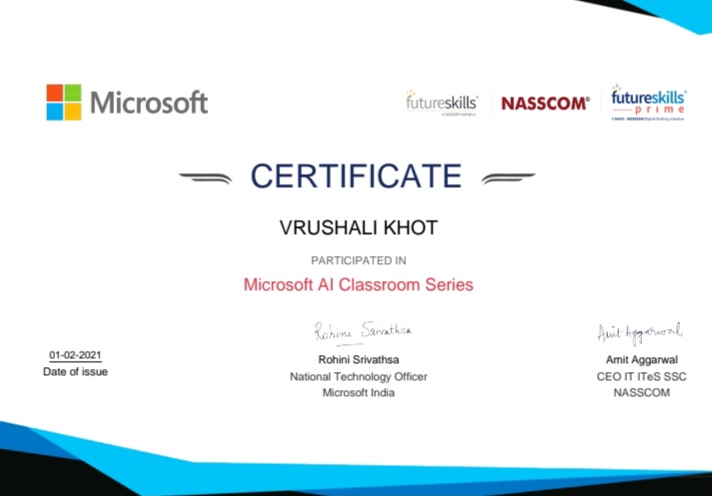 Microsoft
futureskills
NASSCOM®
futureskills
prime
CERTIFICATE
VRUSHALI KHOT
PARTICIPATED IN
Microsoft AI Classroom Series
Rohini Srivathsa
Amit Aggarwal
01-02-2021
Date of issue
Rohini Srivathsa
National Technology Officer
Microsoft India
Amit Aggarwal
CEO IT ITeS SSC
NASSCOM